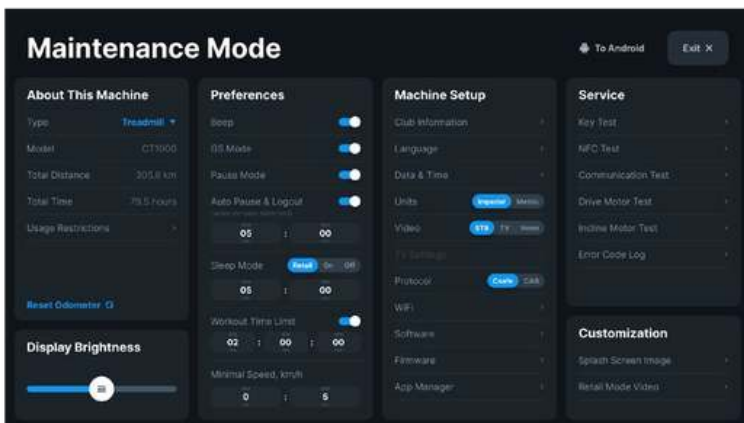 Maintenance Mode
To Android
Exit ×
About This Machine
Type Treadmill
Model CT1000
Total Distance 305.8 km
Total Time 79.5 hours
Usage Restrictions
Reset Odometer
Display Brightness
Preferences
Beep
GS Mode
Pause Mode
Auto Pause & Logout
05 : 00
Sleep Mode Retail On Off
05 : 00
Workout Time Limit
02 : 00 : 00
Minimal Speed, km/h
0 : 5
Machine Setup
Club Information
Language
Data & Time
Units Imperial Metric
Video STB TV None
TV Settings
Protocol Csafe CAB
WiFi
Software
Firmware
App Manager
Service
Key Test
NFC Test
Communication Test
Drive Motor Test
Incline Motor Test
Error Code Log
Customization
Splash Screen Image
Retail Mode Video